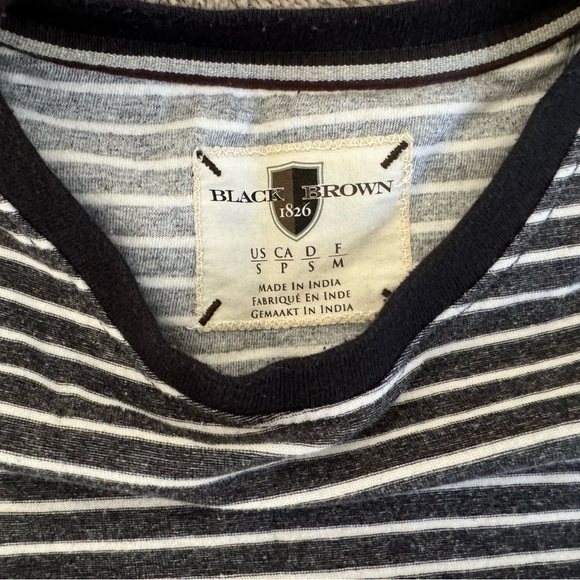 BLACK BROWN
1826
US CA D F
S P S M
MADE IN INDIA
FABRIQUÉ EN INDE
GEMAAKT IN INDIA